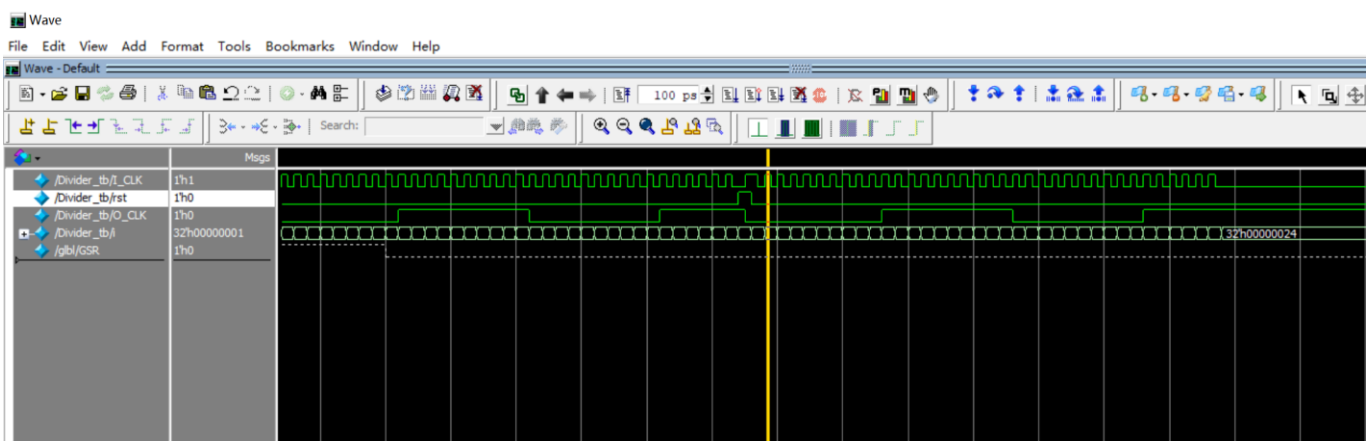 Wave
File Edit View Add Format Tools Bookmarks Window Help
Wave - Default
100 ps
Search:
Msgs
/Divider_tb/I_CLK 1'h1
/Divider_tb/rst 1'h0
/Divider_tb/O_CLK 1'h0
/Divider_tb/i 32'h00000001 32'h00000024
/glbl/GSR 1'h0